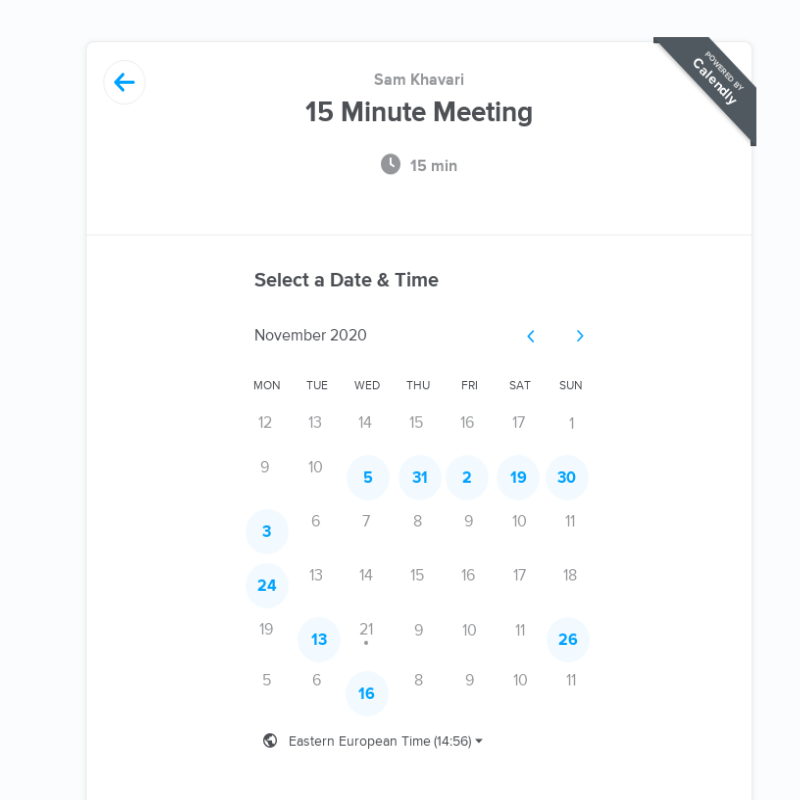 POWERED BY
Calendly
Sam Khavari
15 Minute Meeting
15 min
Select a Date & Time
November 2020
MON TUE WED THU FRI SAT SUN
12 13 14 15 16 17 1
9 10 5 31 2 19 30
3 6 7 8 9 10 11
24 13 14 15 16 17 18
19 13 21 9 10 11 26
5 6 16 8 9 10 11
Eastern European Time (14:56)